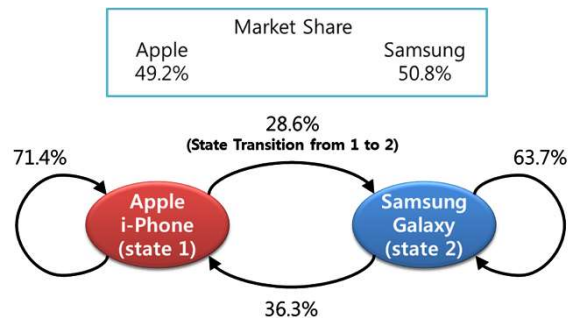 Market Share
Apple Samsung
49.2% 50.8%
28.6%
(State Transition from 1 to 2)
71.4% 63.7%
Apple
i-Phone
(state 1)
Samsung
Galaxy
(state 2)
36.3%